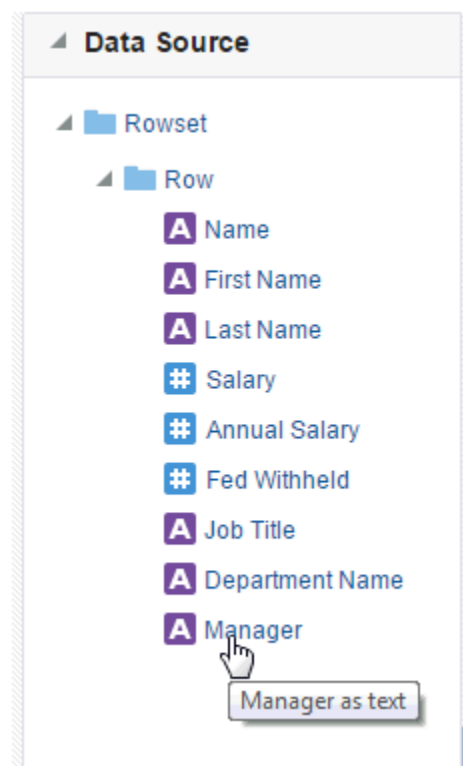 Data Source
Rowset
Row
A Name
A First Name
A Last Name
# Salary
# Annual Salary
# Fed Withheld
A Job Title
A Department Name
A Manager
Manager as text